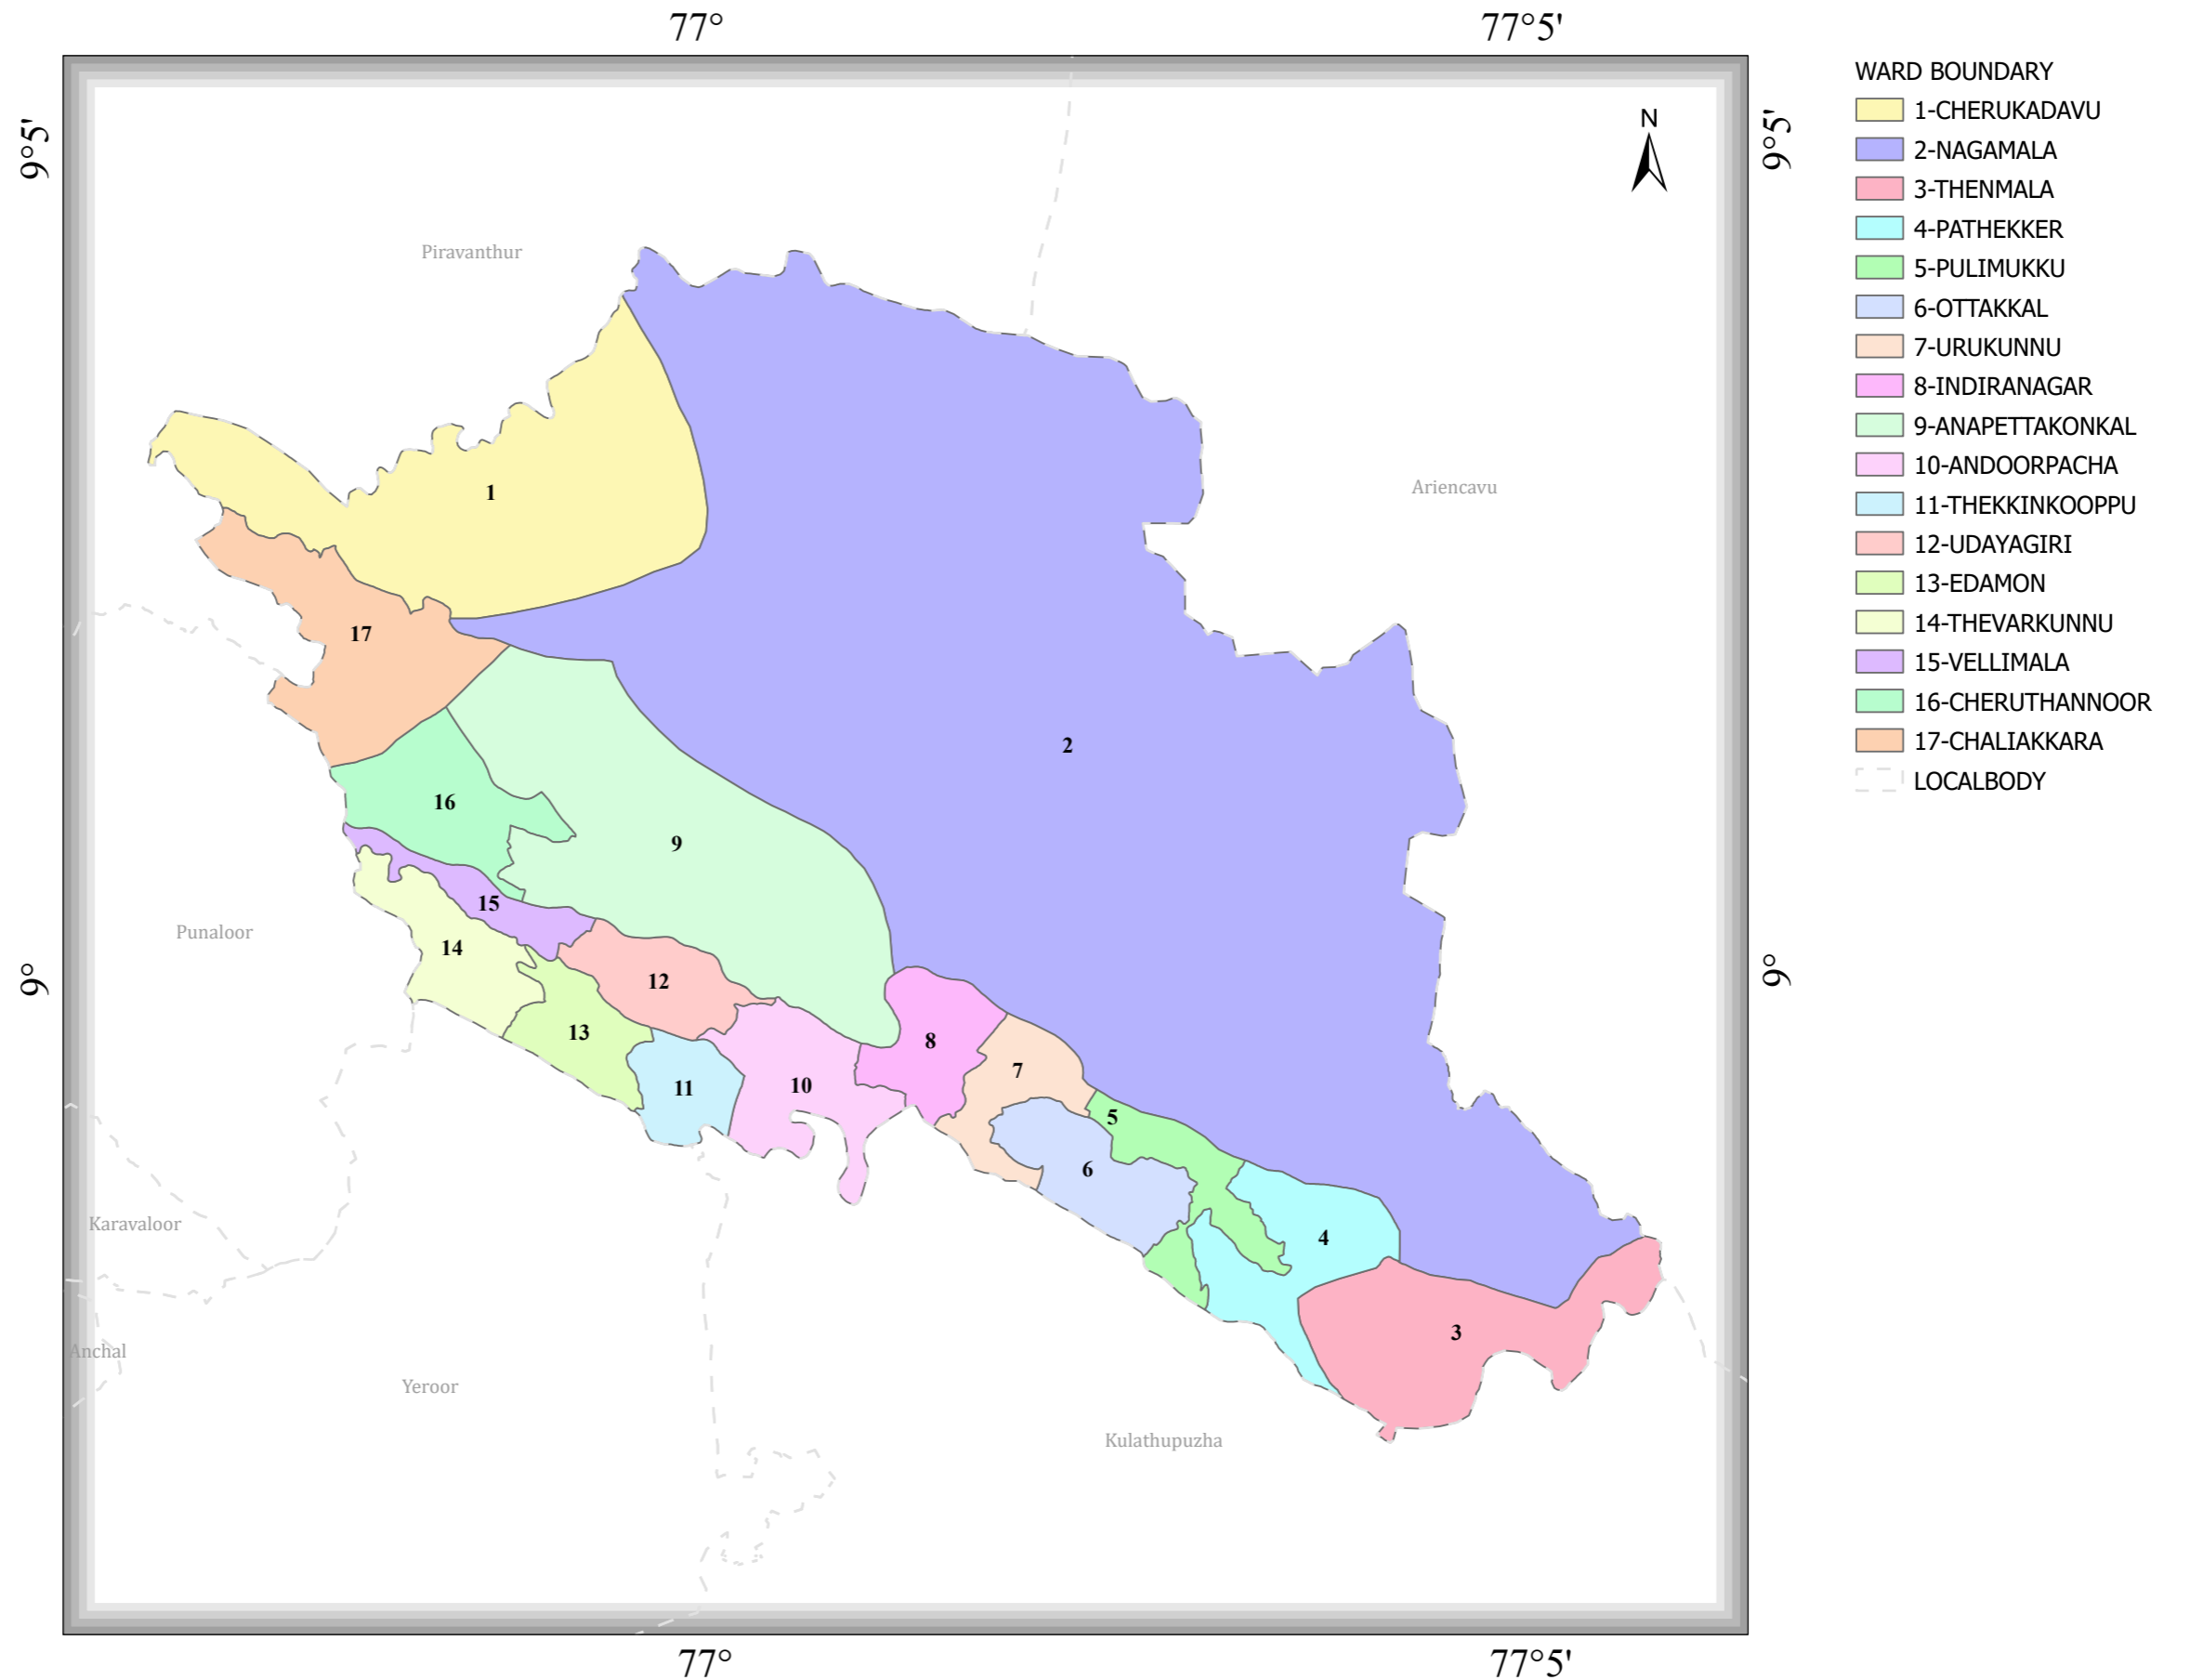 77° 77°5'
9°5' 9°5'
N
Piravanthur
Ariencavu
1
17
2
16
9
15
Punaloor
14
12
9° 9°
13
8
7
11
10
5
6
Karavaloor
4
3
Anchal
Yeroor
Kulathupuzha
77° 77°5'
WARD BOUNDARY
1-CHERUKADAVU
2-NAGAMALA
3-THENMALA
4-PATHEKKER
5-PULIMUKKU
6-OTTAKKAL
7-URUKUNNU
8-INDIRANAGAR
9-ANAPETTAKONKAL
10-ANDOORPACHA
11-THEKKINKOOPPU
12-UDAYAGIRI
13-EDAMON
14-THEVARKUNNU
15-VELLIMALA
16-CHERUTHANNOOR
17-CHALIAKKARA
LOCALBODY